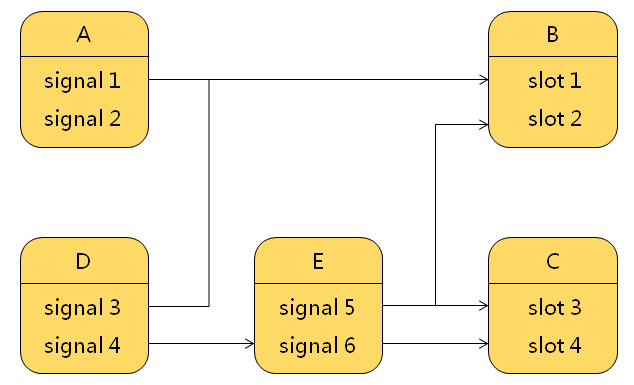 A
signal 1
signal 2
B
slot 1
slot 2
D
signal 3
signal 4
E
signal 5
signal 6
C
slot 3
slot 4